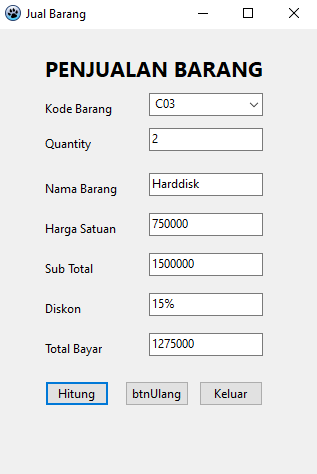 Jual Barang
PENJUALAN BARANG
Kode Barang C03
Quantity 2
Nama Barang Harddisk
Harga Satuan 750000
Sub Total 1500000
Diskon 15%
Total Bayar 1275000
Hitung btnUlang Keluar